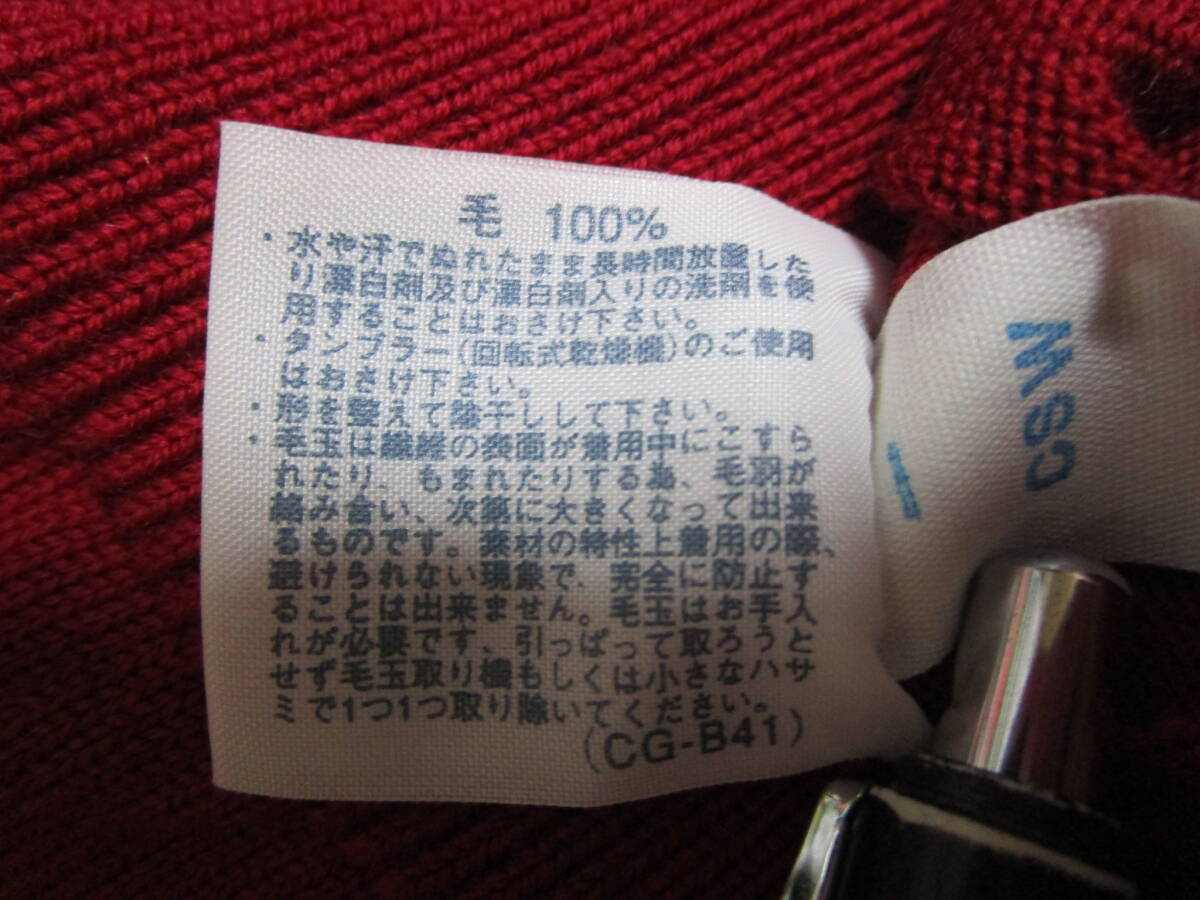 毛 100%
・水や汗でぬれたまま長時間放置した
り漂白剤及び漂白剤入りの洗剤を使
用することはおさけ下さい。
・タンブラー(回転式乾燥機)のご使用
はおさけ下さい。
・形を整えて陰干しして下さい。
・毛玉は繊維の表面が着用中にこすら
れたり、もまれたりする為、毛羽が
絡み合い、次第に大きくなって出来
るものです。素材の特性上着用の際、
避けられない現象で、完全に防止す
ることは出来ません。毛玉はお手入
れが必要です、引っぱって取ろうと
せず毛玉取り機もしくは小さなハサ
ミで1つ1つ取り除いてください。
(CG-B41)